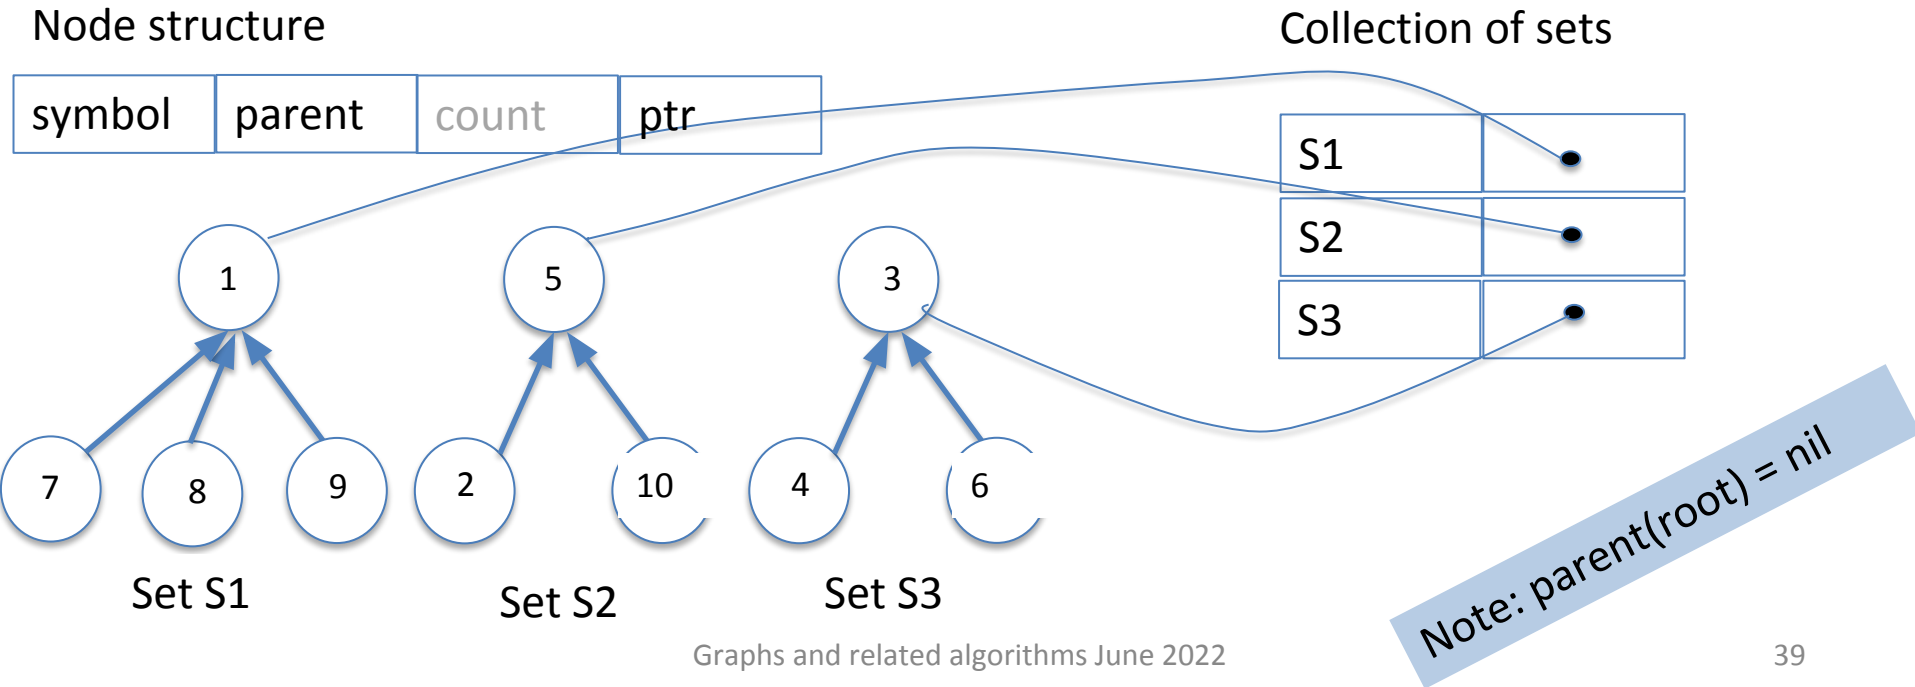 Node structure
Collection of sets
symbol parent count ptr
S1
S2
S3
1 5 3
7 8 9 2 10 4 6
Set S1 Set S2 Set S3
Note: parent(root) = nil
Graphs and related algorithms June 2022
39